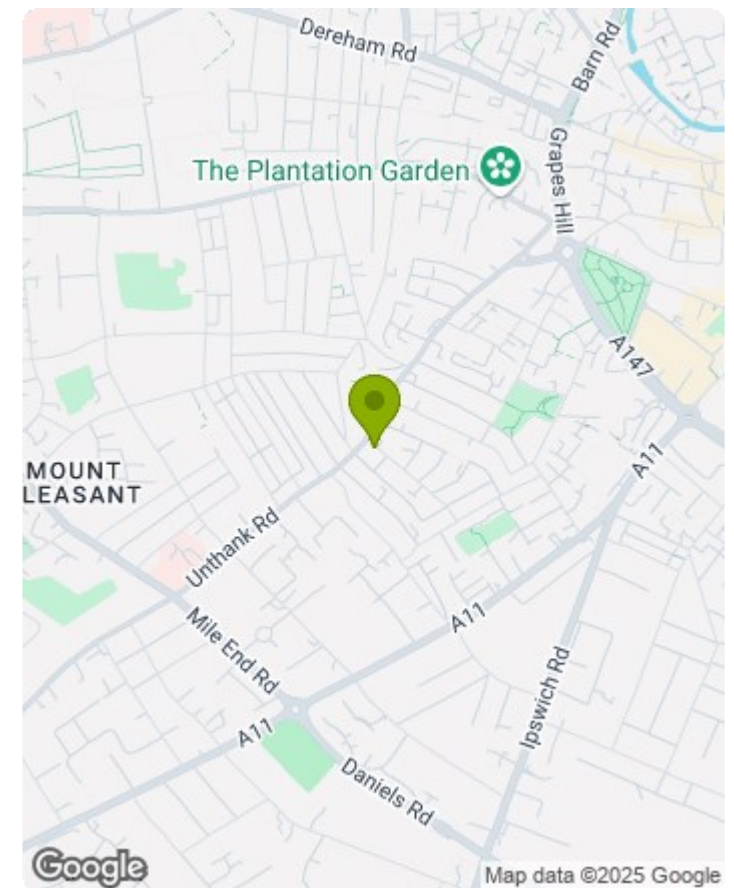 Dereham Rd
Barn Rd
The Plantation Garden
Grapes Hill
A147
MOUNT
LEASANT
A11
Unthank Rd
Mile End Rd
A11
Ipswich Rd
A11
Daniels Rd
Google
Map data ©2025 Google